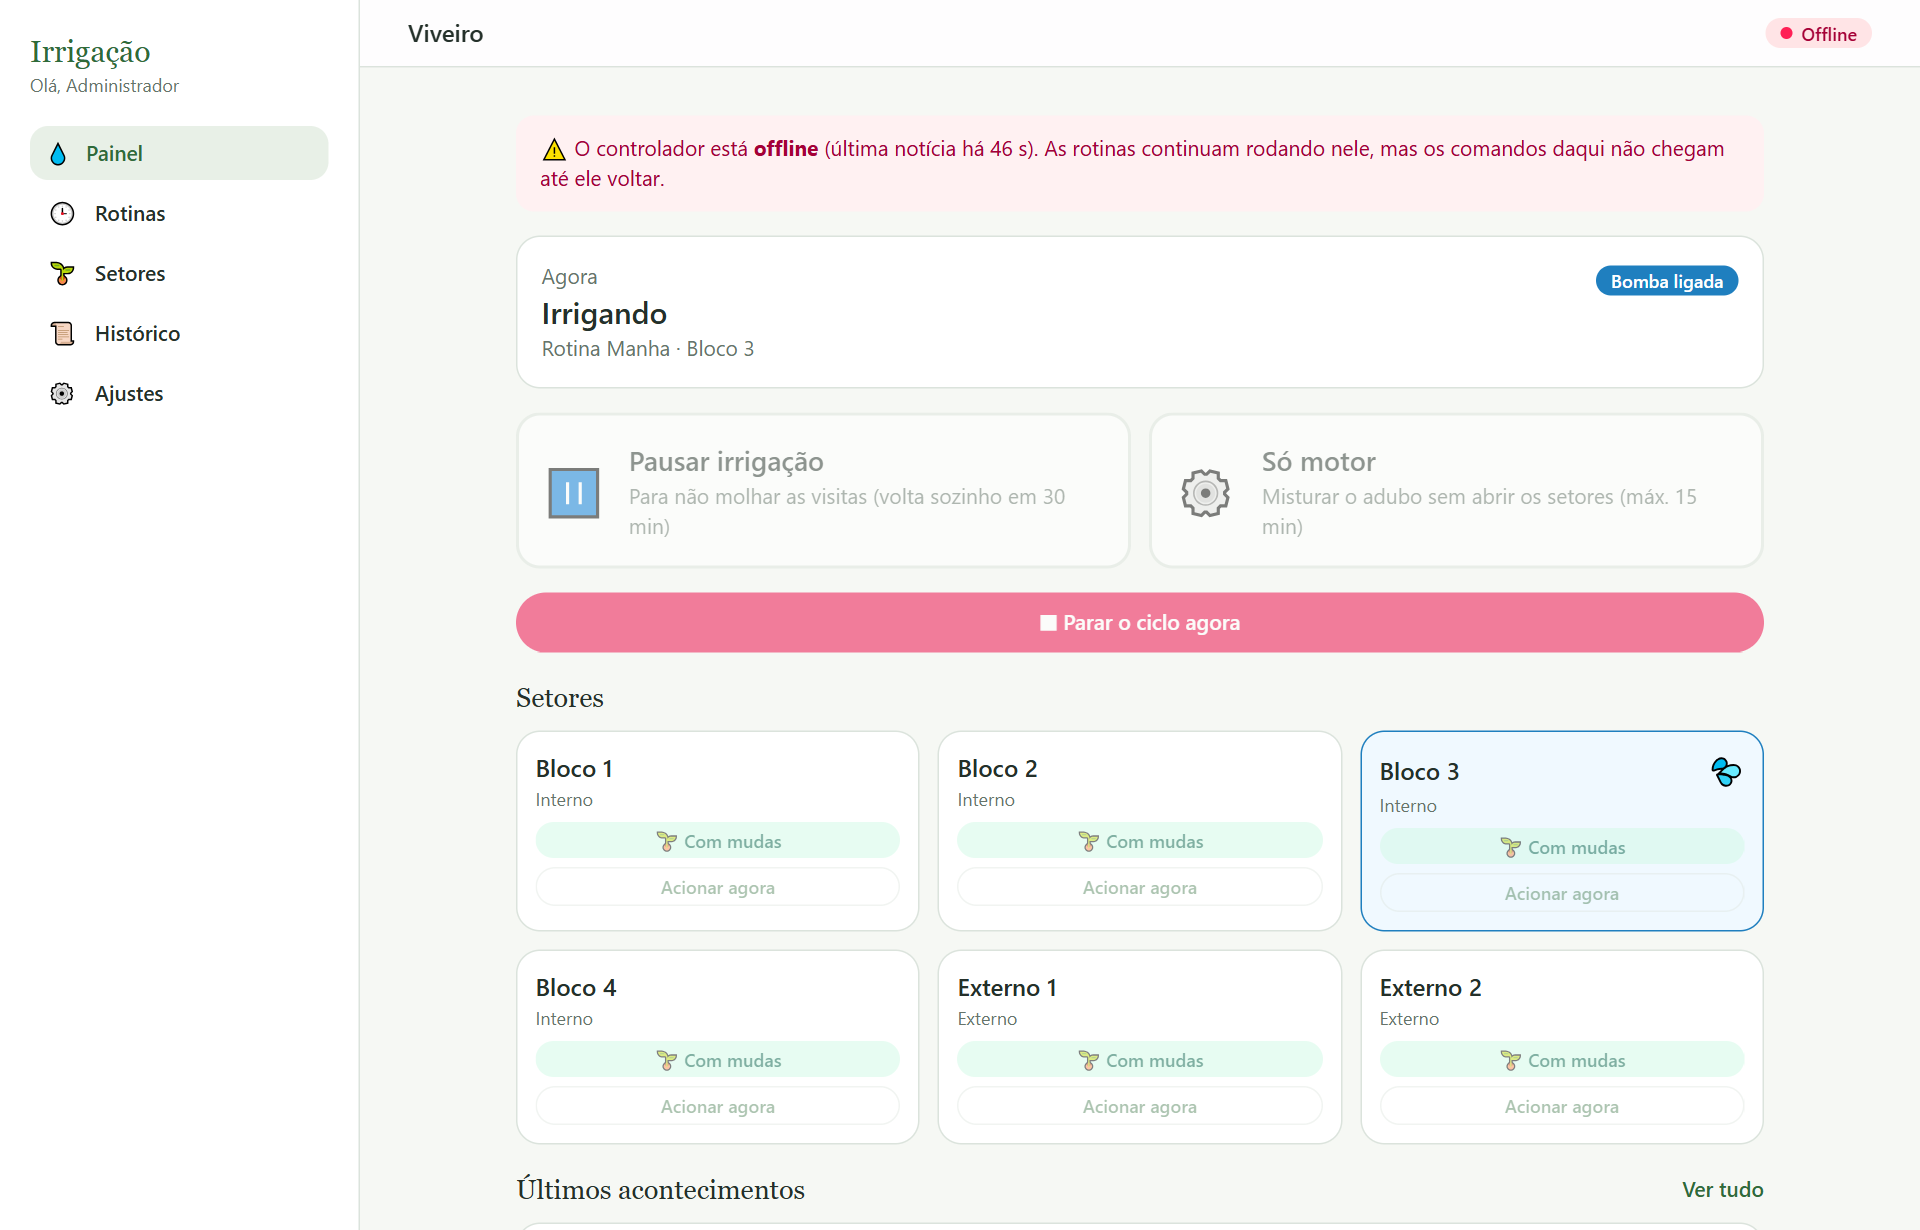 Irrigação
Olá, Administrador
Painel
Rotinas
Setores
Histórico
Ajustes
Viveiro
Offline
O controlador está offline (última notícia há 46 s). As rotinas continuam rodando nele, mas os comandos daqui não chegam
até ele voltar.
Agora
Irrigando
Rotina Manha · Bloco 3
Bomba ligada
Pausar irrigação
Para não molhar as visitas (volta sozinho em 30
min)
Só motor
Misturar o adubo sem abrir os setores (máx. 15
min)
Parar o ciclo agora
Setores
Bloco 1
Interno
Com mudas
Acionar agora
Bloco 2
Interno
Com mudas
Acionar agora
Bloco 3
Interno
Com mudas
Acionar agora
Bloco 4
Interno
Com mudas
Acionar agora
Externo 1
Externo
Com mudas
Acionar agora
Externo 2
Externo
Com mudas
Acionar agora
Últimos acontecimentos
Ver tudo